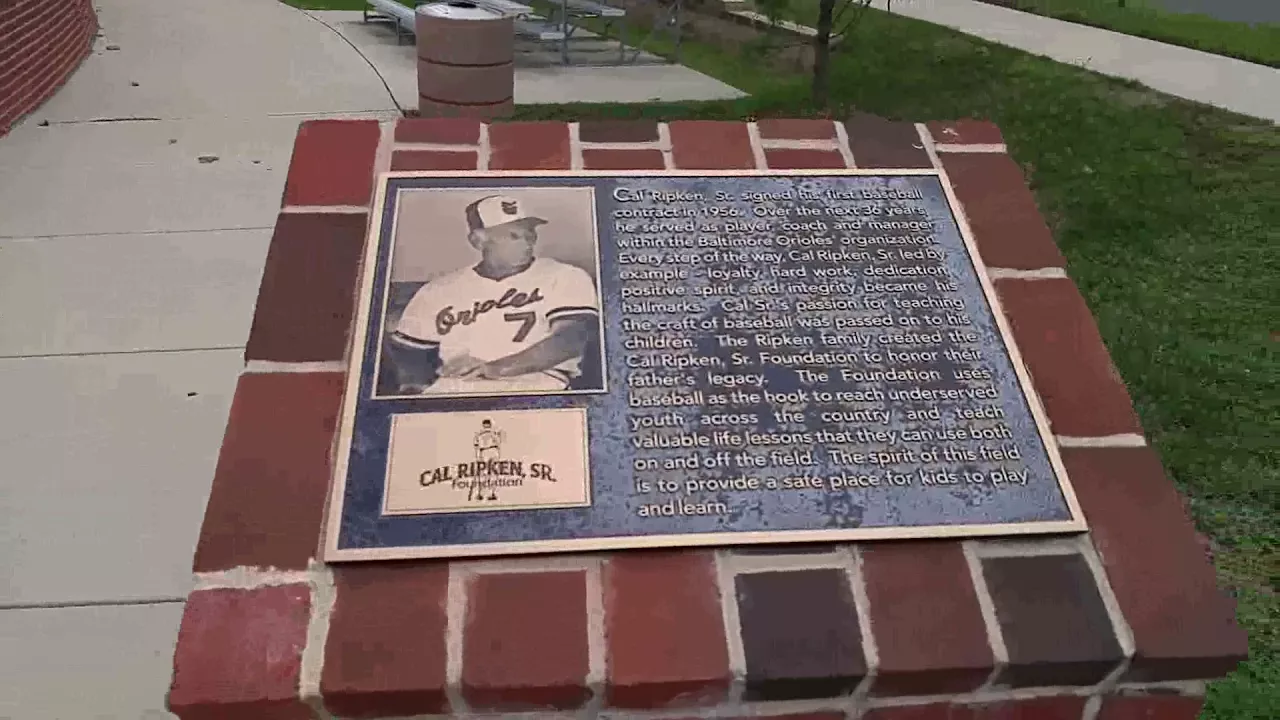 Orioles
7
CAL RIPKEN, SR.
Foundation
Cal Ripken, Sr. signed his first baseball
contract in 1956. Over the next 36 years,
he served as player, coach and manager
within the Baltimore Orioles' organization.
Every step of the way, Cal Ripken, Sr. led by
example - loyalty, hard work, dedication,
positive spirit, and integrity became his
hallmarks. Cal Sr.'s passion for teaching
the craft of baseball was passed on to his
children. The Ripken family created the
Cal Ripken, Sr. Foundation to honor their
father's legacy. The Foundation uses
baseball as the hook to reach underserved
youth across the country and teach
valuable life lessons that they can use both
on and off the field. The spirit of this field
is to provide a safe place for kids to play
and learn.